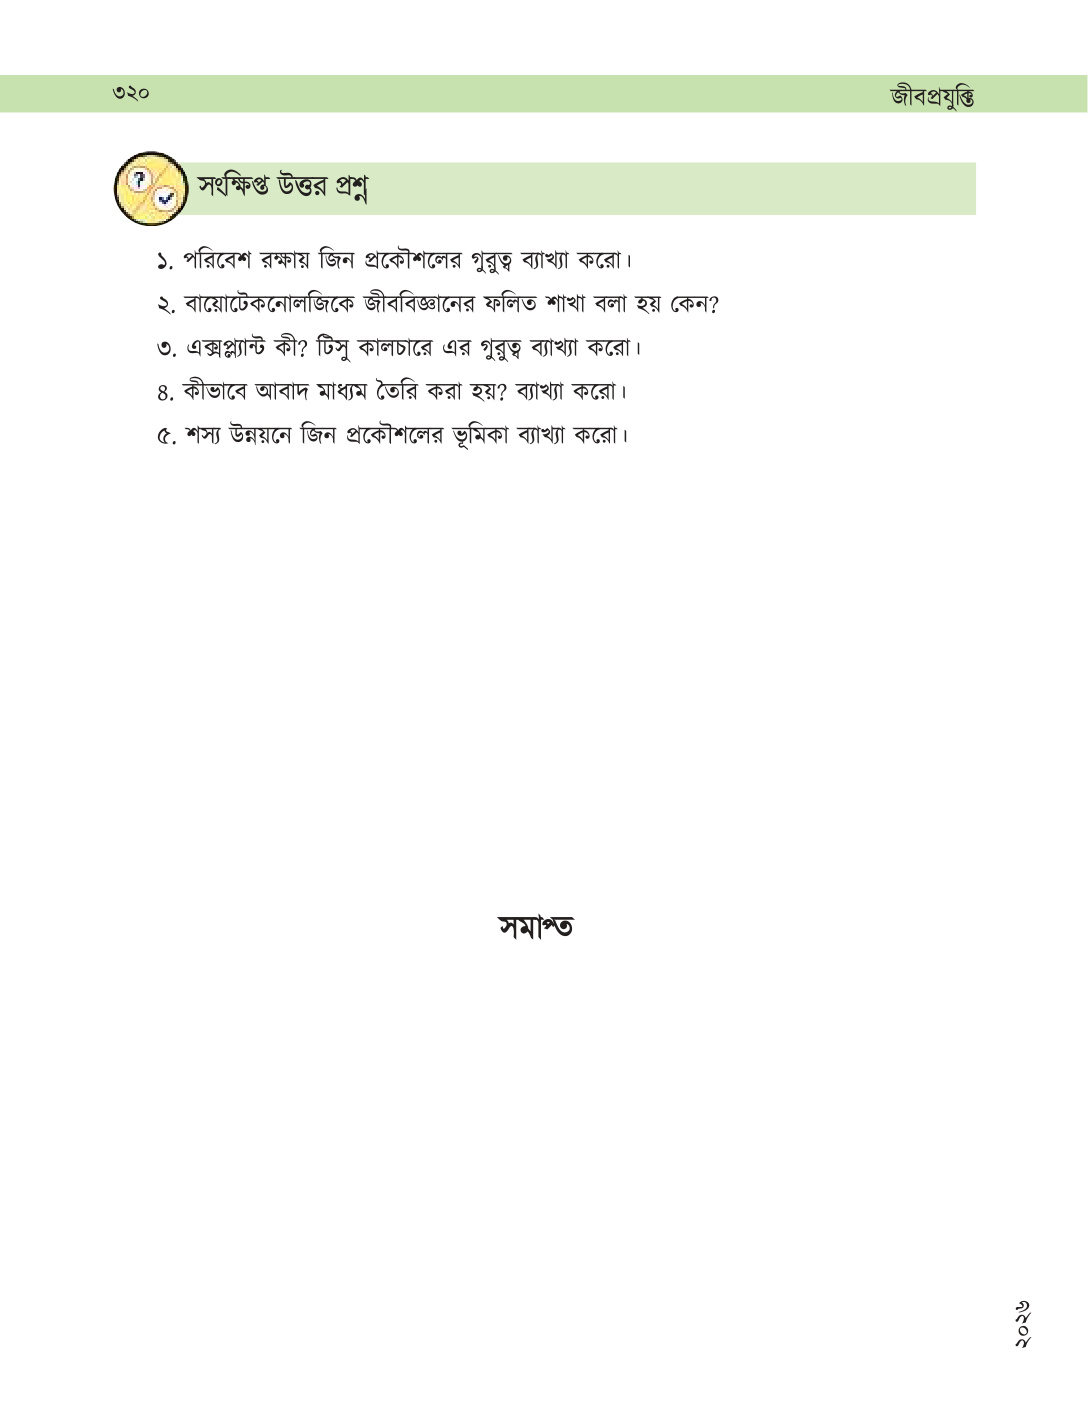 ৩২০
জীবপ্রযুক্তি
সংক্ষিপ্ত উত্তর প্রশ্ন
১. পরিবেশ রক্ষায় জিন প্রকৌশলের গুরুত্ব ব্যাখ্যা করো।
২. বায়োটেকনোলজিকে জীববিজ্ঞানের ফলিত শাখা বলা হয় কেন?
৩. এক্সপ্ল্যান্ট কী? টিসু কালচারে এর গুরুত্ব ব্যাখ্যা করো।
৪. কীভাবে আবাদ মাধ্যম তৈরি করা হয়? ব্যাখ্যা করো।
৫. শস্য উন্নয়নে জিন প্রকৌশলের ভূমিকা ব্যাখ্যা করো।
সমাপ্ত
২০২৬